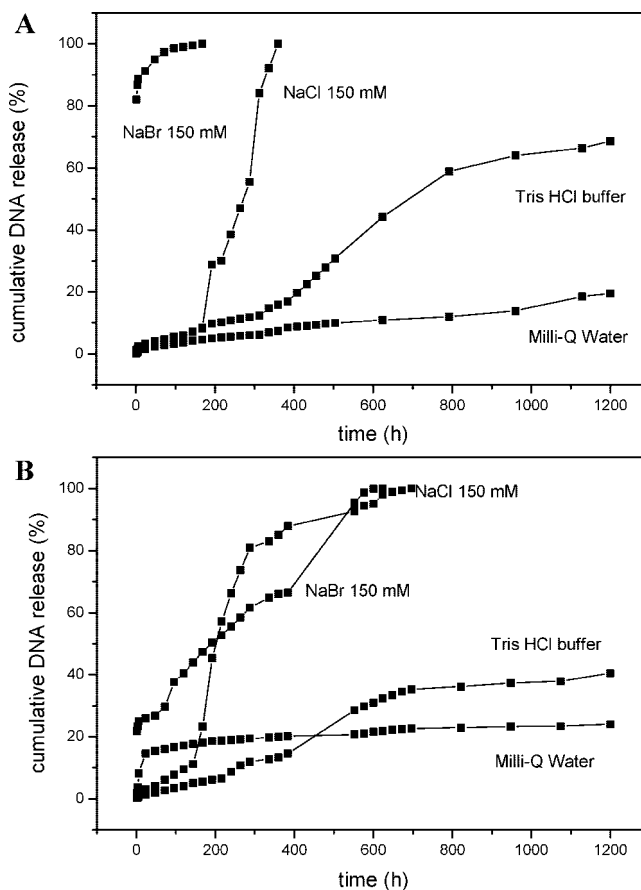 A
cumulative DNA release (%)
100
80
60
40
20
0
NaBr 150 mM
NaCl 150 mM
Tris HCl buffer
Milli-Q Water
0 200 400 600 800 1000 1200
time (h)
B
cumulative DNA release (%)
100
80
60
40
20
0
NaCl 150 mM
NaBr 150 mM
Tris HCl buffer
Milli-Q Water
0 200 400 600 800 1000 1200
time (h)